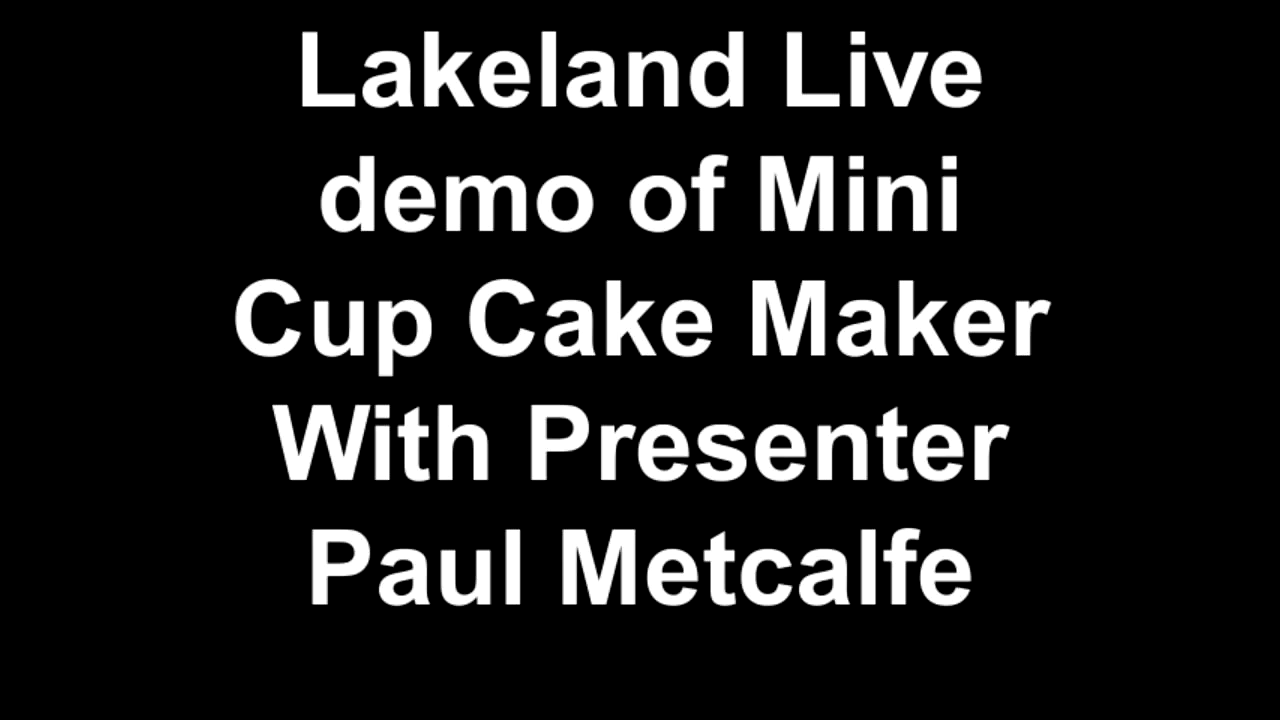 Lakeland Live
demo of Mini
Cup Cake Maker
With Presenter
Paul Metcalfe